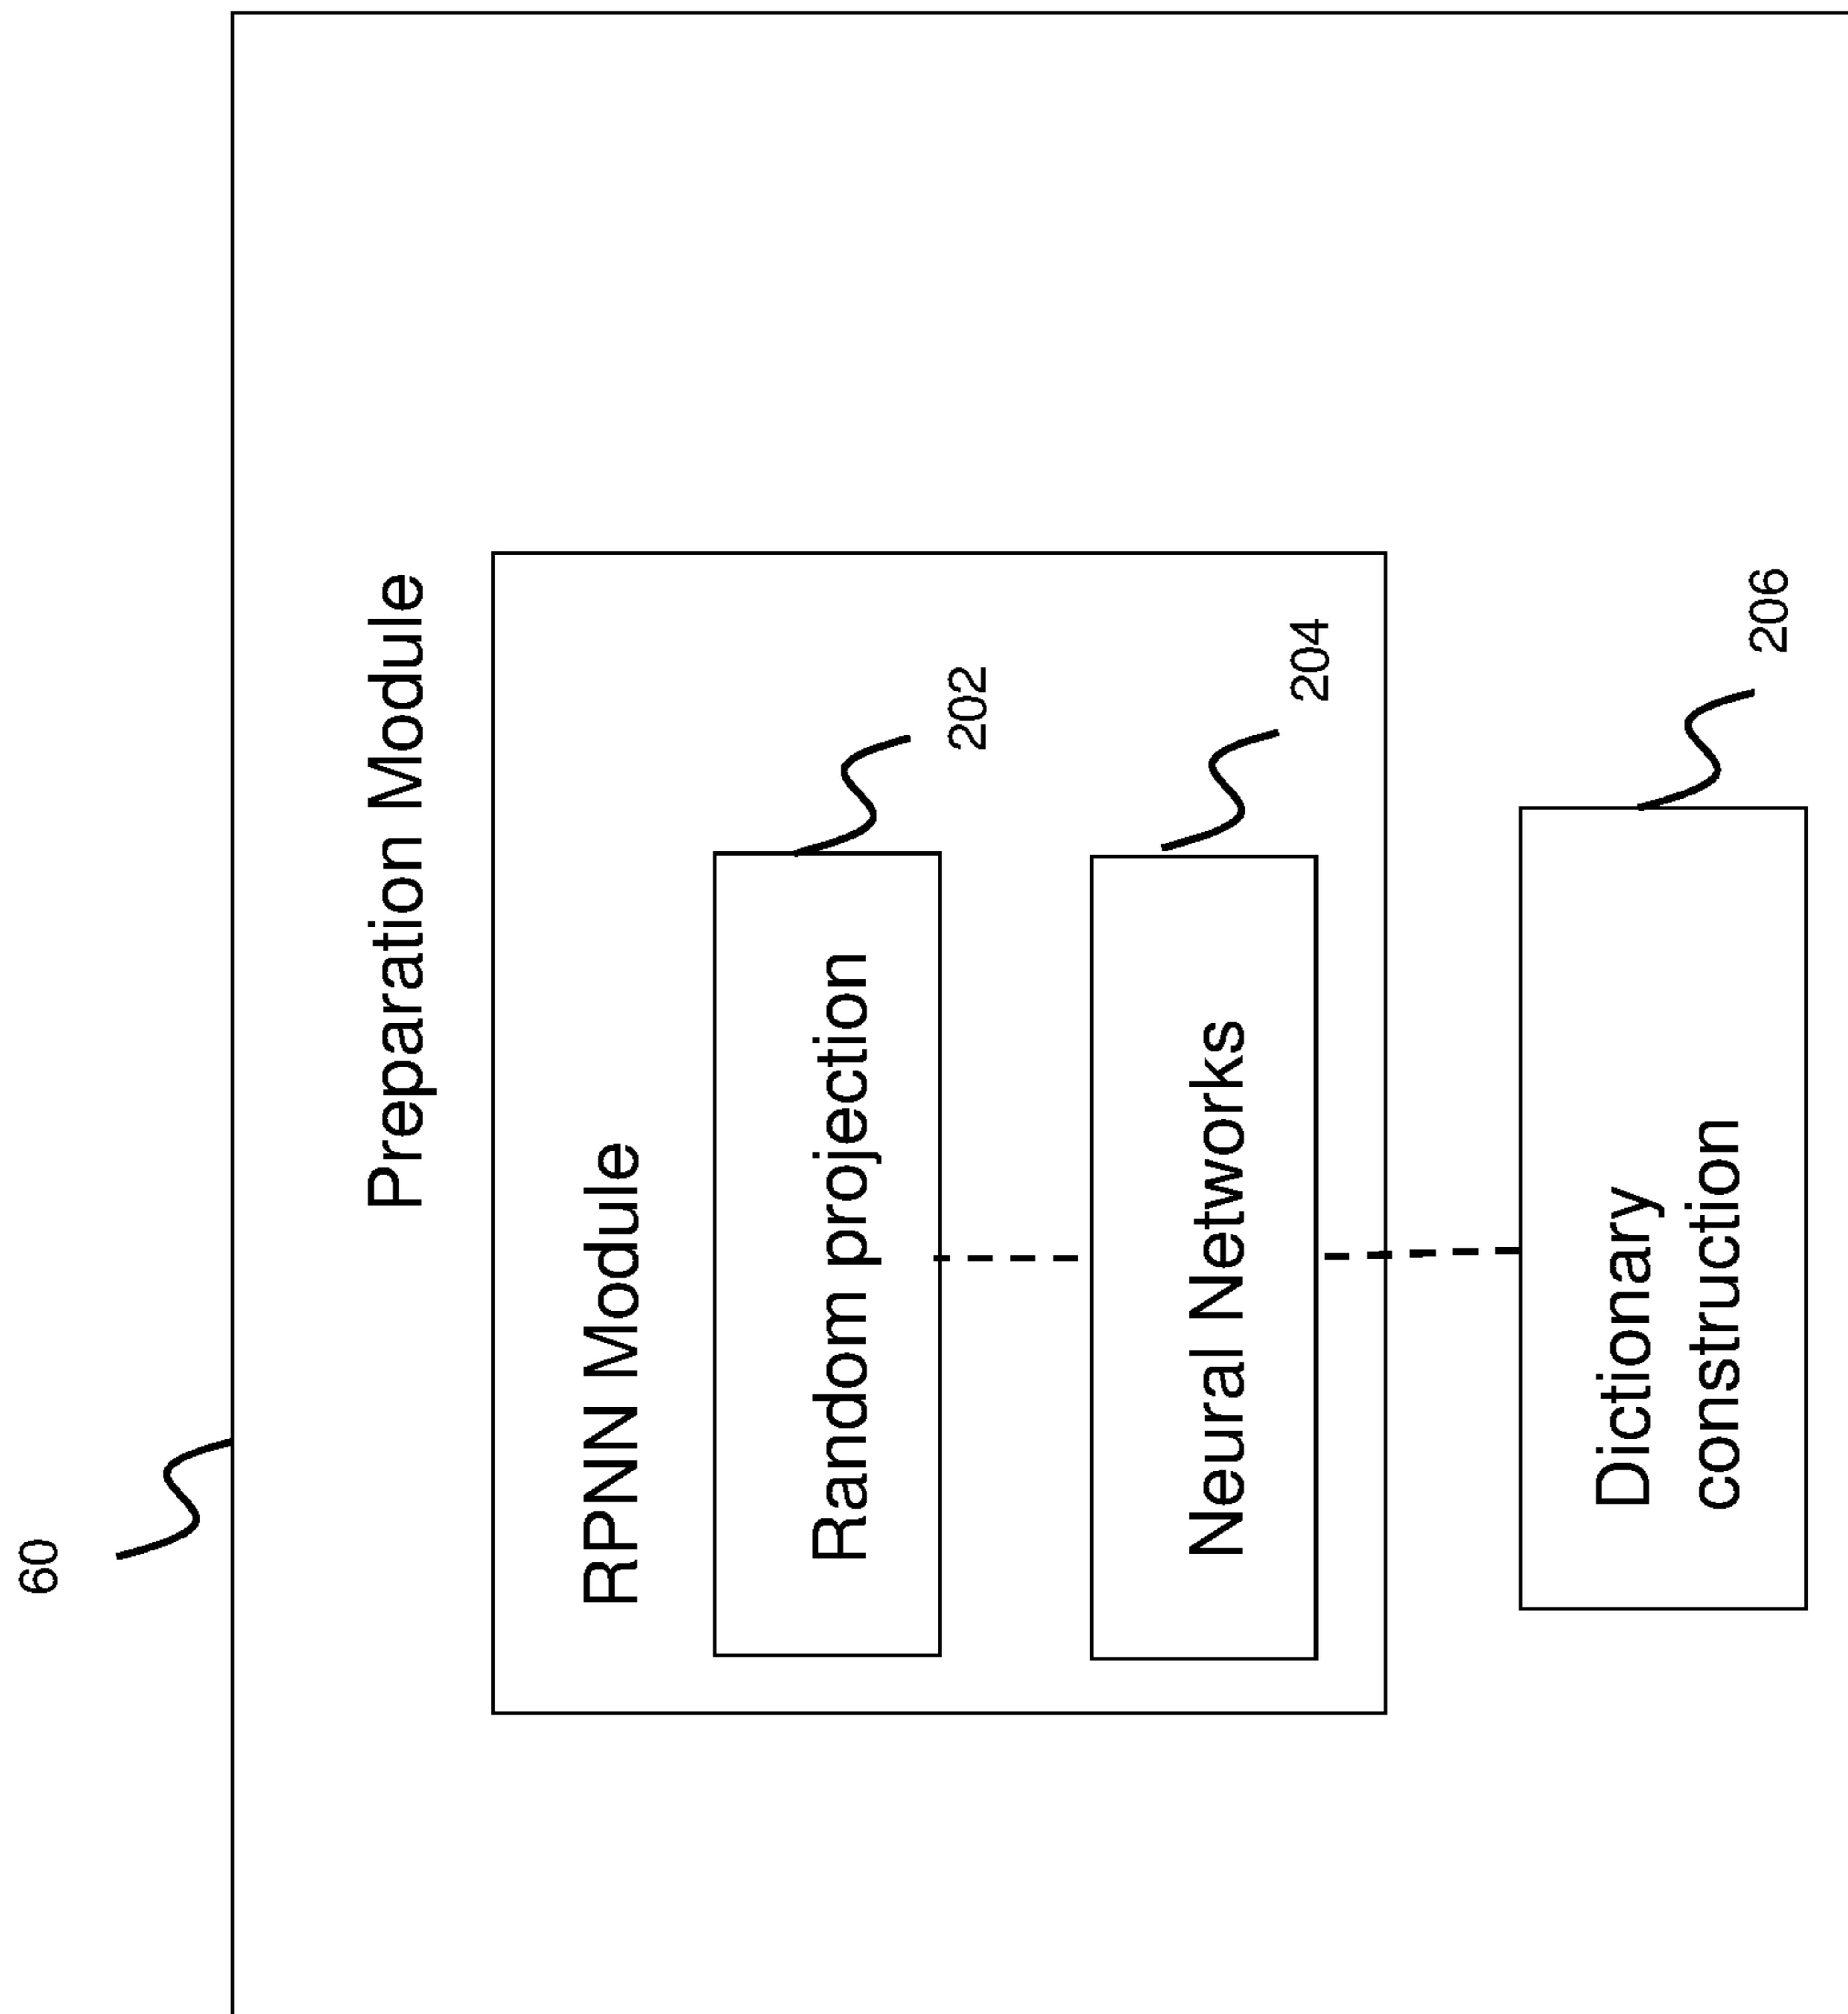 60
Preparation Module
RPNN Module
Random projection
202
Neural Networks
204
Dictionary
construction
206